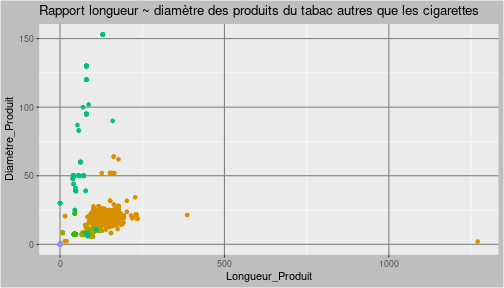 Rapport longueur ~ diamètre des produits du tabac autres que les cigarettes
150
100
50
0
Diamètre_Produit
0 500 1000
Longueur_Produit